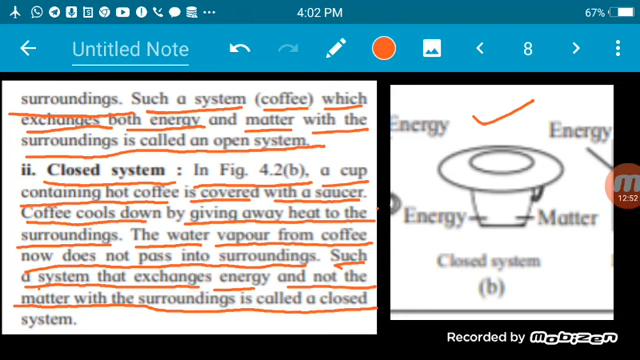 4:02 PM
67%
Untitled Note
8
surroundings. Such a system (coffee) which
exchanges both energy and matter with the
surroundings is called an open system.
ii. Closed system : In Fig. 4.2(b), a cup
containing hot coffee is covered with a saucer.
Coffee cools down by giving away heat to the
surroundings. The water vapour from coffee
now does not pass into surroundings. Such
a system that exchanges energy and not the
matter with the surroundings is called a closed
system.
Energy
Energy
Energy
Matter
Closed system
(b)
12:52
Recorded by mobizen